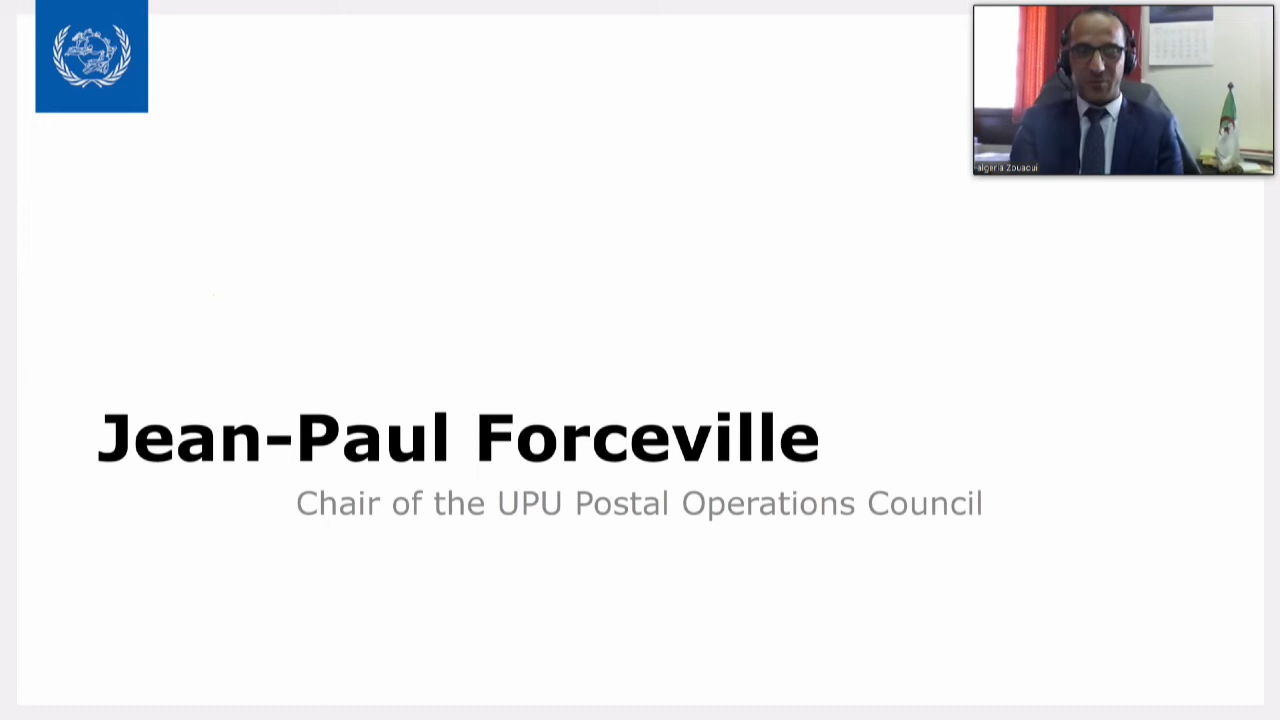 algeria Zouaoui
Jean-Paul Forceville
Chair of the UPU Postal Operations Council